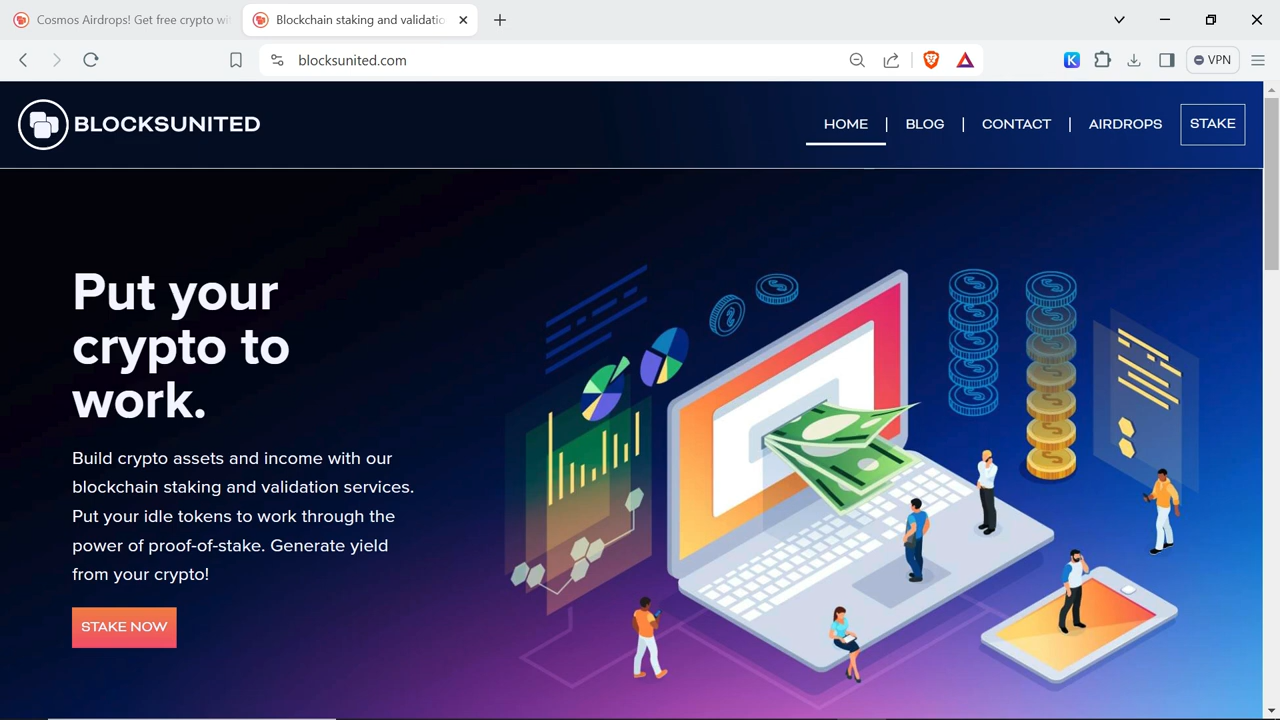 Cosmos Airdrops! Get free crypto wi
Blockchain staking and validatio
blocksunited.com
VPN
BLOCKSUNITED
HOME
BLOG
CONTACT
AIRDROPS
STAKE
Put your
crypto to
work.
Build crypto assets and income with our
blockchain staking and validation services.
Put your idle tokens to work through the
power of proof-of-stake. Generate yield
from your crypto!
STAKE NOW